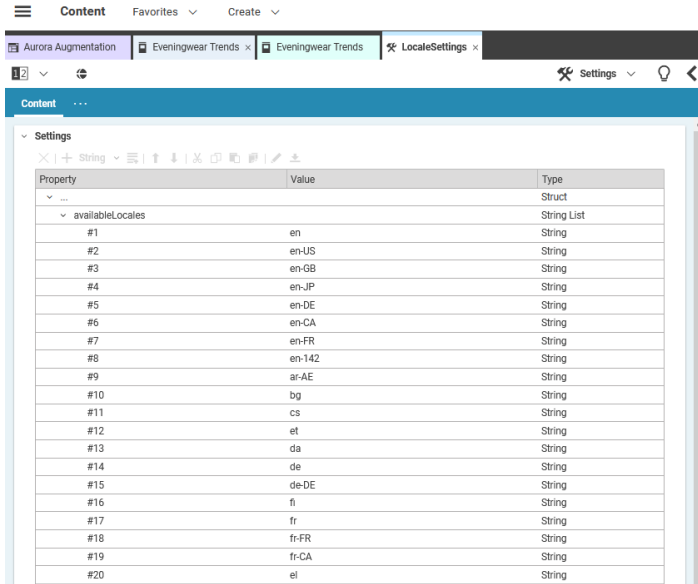 Content Favorites Create
Aurora Augmentation Eveningwear Trends × Eveningwear Trends LocaleSettings ×
12 Settings
Content ...
Settings
String
Property Value Type
... Struct
availableLocales String List
#1 en String
#2 en-US String
#3 en-GB String
#4 en-JP String
#5 en-DE String
#6 en-CA String
#7 en-FR String
#8 en-142 String
#9 ar-AE String
#10 bg String
#11 cs String
#12 et String
#13 da String
#14 de String
#15 de-DE String
#16 fi String
#17 fr String
#18 fr-FR String
#19 fr-CA String
#20 el String